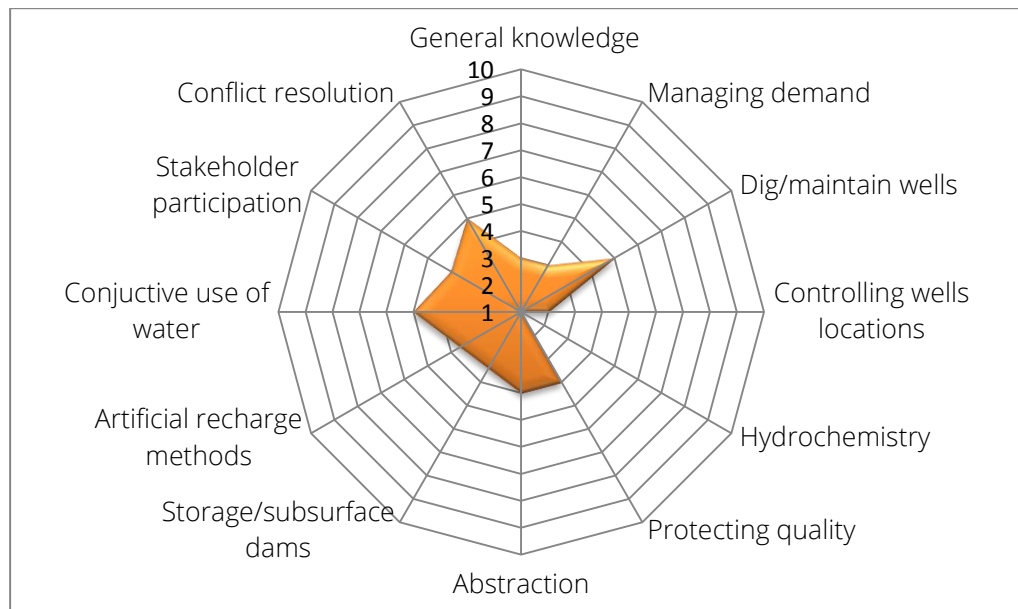 General knowledge
10
9
8
7
6
5
4
3
2
1
Managing demand
Dig/maintain wells
Controlling wells
locations
Hydrochemistry
Protecting quality
Abstraction
Storage/subsurface
dams
Artificial recharge
methods
Conjuctive use of
water
Stakeholder
participation
Conflict resolution